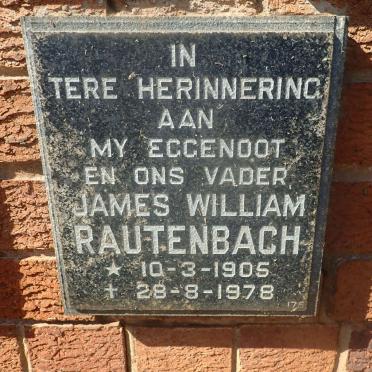 IN
TERE HERINNERING
AAN
MY EGGENOOT
EN ONS VADER
JAMES WILLIAM
RAUTENBACH
★ 10-3-1905
✝ 28-8-1978